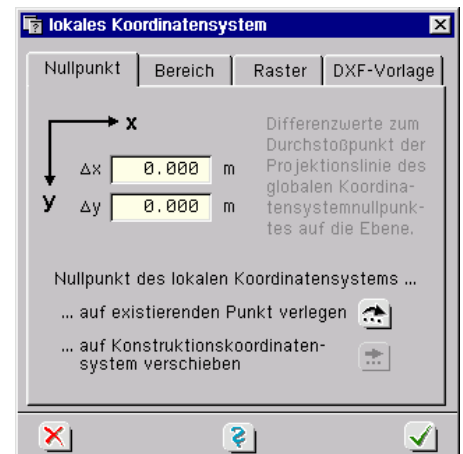 lokales Koordinatensystem
Nullpunkt Bereich Raster DXF-Vorlage
x
Δx 0.000 m
y Δy 0.000 m
Differenzwerte zum
Durchstoßpunkt der
Projektionslinie des
globalen Koordina-
tensystemnullpunk-
tes auf die Ebene.
Nullpunkt des lokalen Koordinatensystems ...
... auf existierenden Punkt verlegen
... auf Konstruktionskoordinaten-
system verschieben